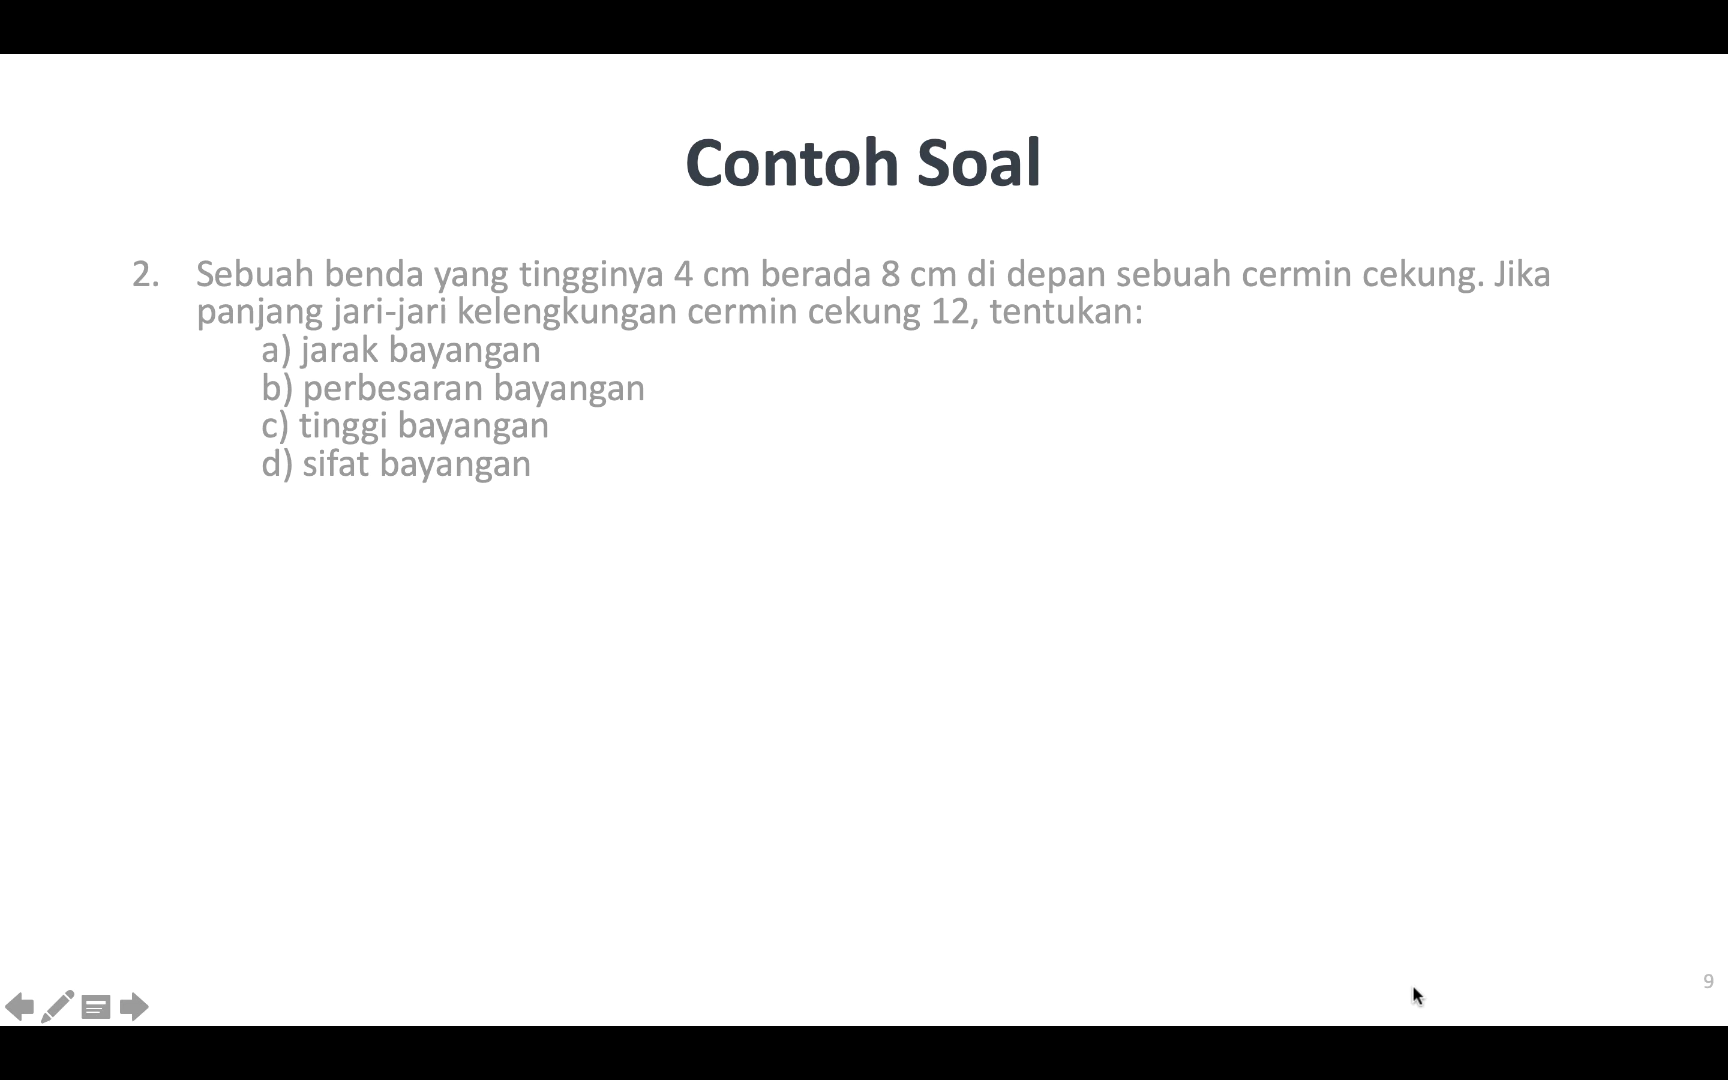 Contoh Soal
2. Sebuah benda yang tingginya 4 cm berada 8 cm di depan sebuah cermin cekung. Jika
panjang jari-jari kelengkungan cermin cekung 12, tentukan:
a) jarak bayangan
b) perbesaran bayangan
c) tinggi bayangan
d) sifat bayangan
9